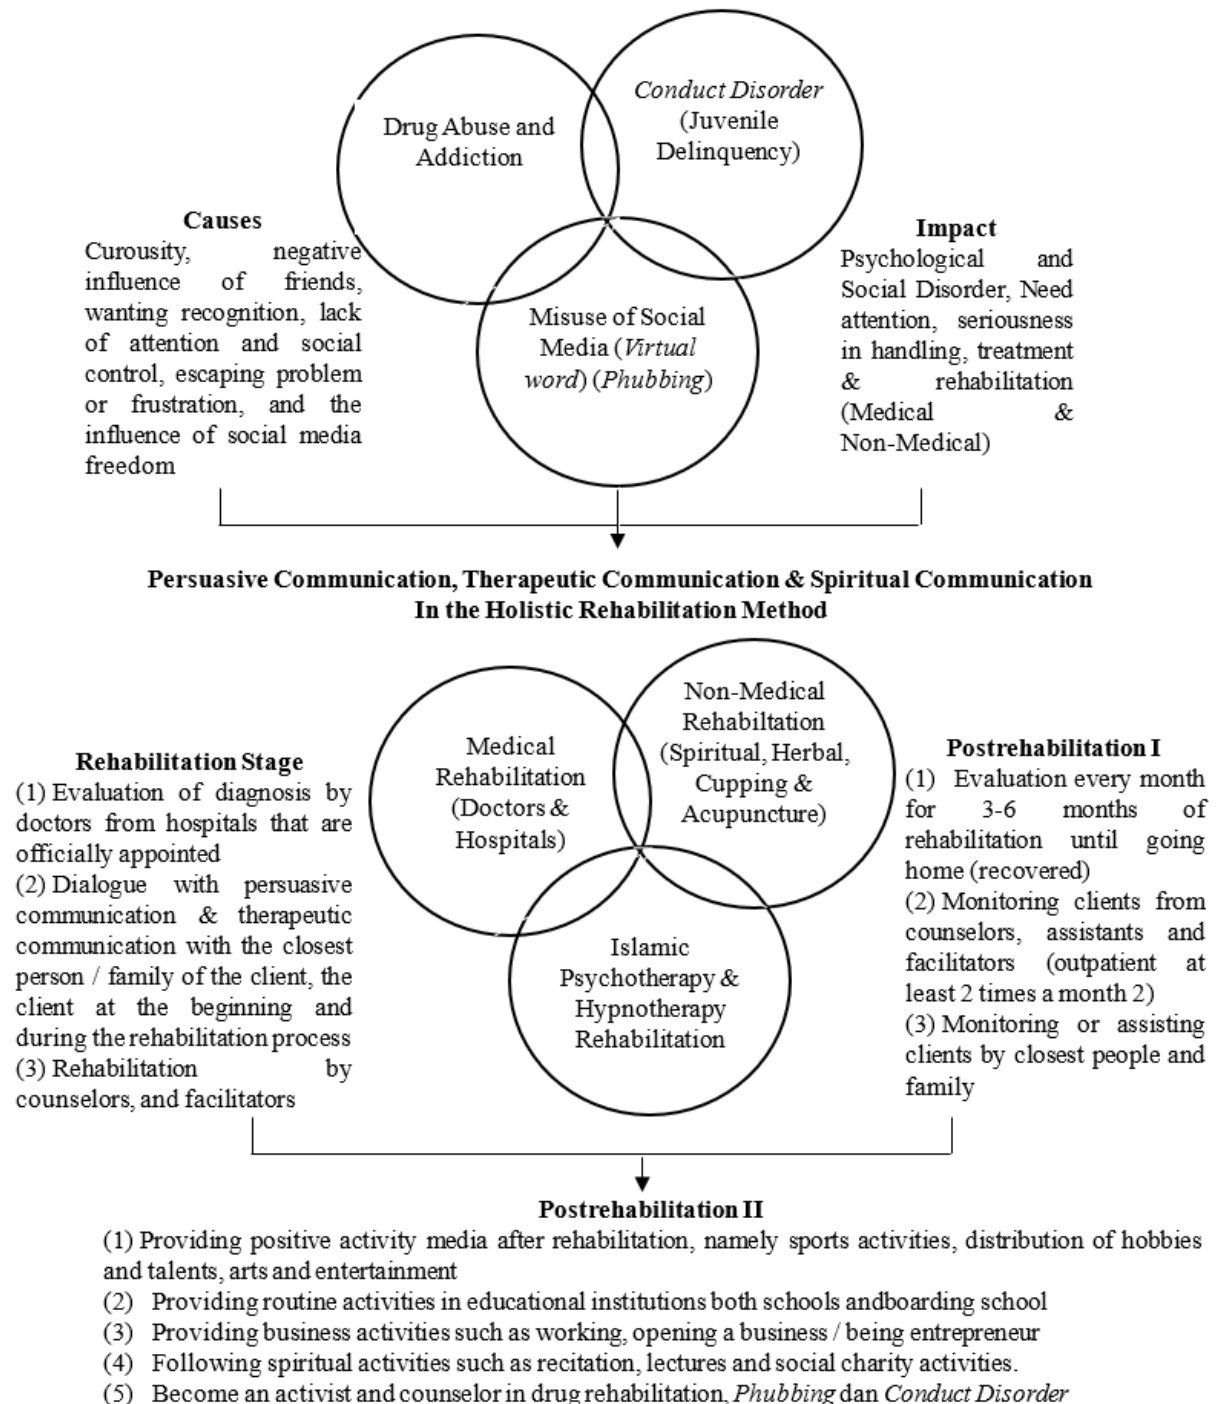 Drug Abuse and
Addiction
Conduct Disorder
(Juvenile
Delinquency)
Misuse of Social
Media (Virtual
word) (Phubbing)
Causes
Curousity, negative
influence of friends,
wanting recognition, lack
of attention and social
control, escaping problem
or frustration, and the
influence of social media
freedom
Impact
Psychological and
Social Disorder, Need
attention, seriousness
in handling, treatment
& rehabilitation
(Medical &
Non-Medical)
Persuasive Communication, Therapeutic Communication & Spiritual Communication
In the Holistic Rehabilitation Method
Medical
Rehabilitation
(Doctors &
Hospitals)
Non-Medical
Rehabiltation
(Spiritual, Herbal,
Cupping &
Acupuncture)
Islamic
Psychotherapy &
Hypnotherapy
Rehabilitation
Rehabilitation Stage
(1) Evaluation of diagnosis by
doctors from hospitals that are
officially appointed
(2) Dialogue with persuasive
communication & therapeutic
communication with the closest
person / family of the client, the
client at the beginning and
during the rehabilitation process
(3) Rehabilitation by
counselors, and facilitators
Postrehabilitation I
(1) Evaluation every month
for 3-6 months of
rehabilitation until going
home (recovered)
(2) Monitoring clients from
counselors, assistants and
facilitators (outpatient at
least 2 times a month 2)
(3) Monitoring or assisting
clients by closest people and
family
Postrehabilitation II
(1) Providing positive activity media after rehabilitation, namely sports activities, distribution of hobbies
and talents, arts and entertainment
(2) Providing routine activities in educational institutions both schools andboarding school
(3) Providing business activities such as working, opening a business / being entrepreneur
(4) Following spiritual activities such as recitation, lectures and social charity activities.
(5) Become an activist and counselor in drug rehabilitation, Phubbing dan Conduct Disorder